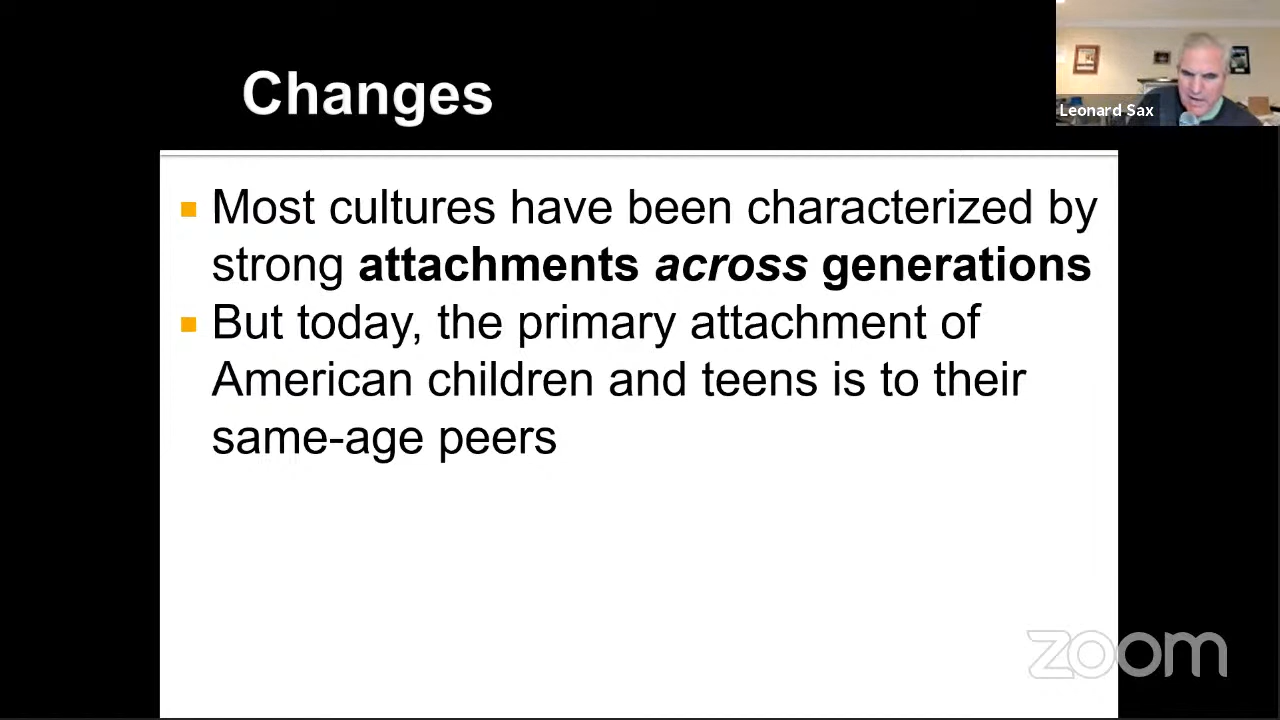 Changes
Leonard Sax
Most cultures have been characterized by
strong attachments across generations
But today, the primary attachment of
American children and teens is to their
same-age peers
zoom